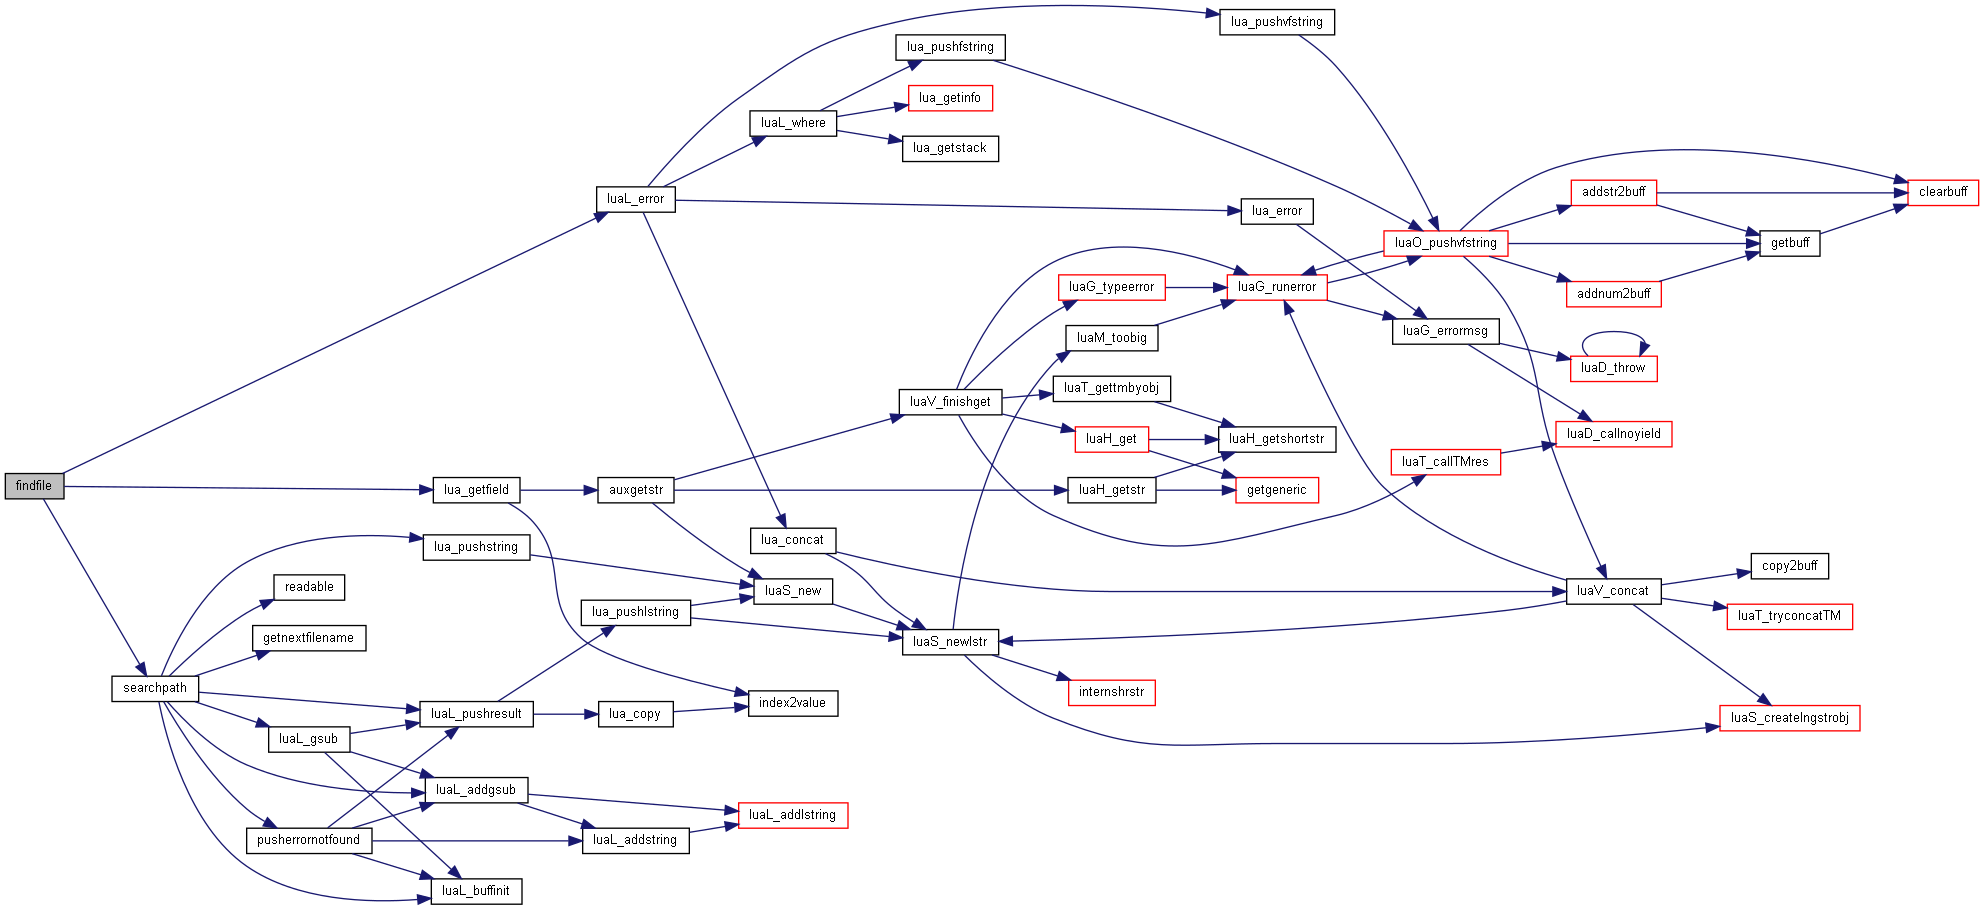 lua_pushvfstring
lua_pushfstring
lua_getinfo
luaL_where
lua_getstack
addstr2buff
clearbuff
luaL_error
lua_error
luaO_pushvfstring
getbuff
luaG_typeerror
luaG_runerror
addnum2buff
luaM_toobig
luaG_errormsg
luaD_throw
luaT_gettmbyobj
luaV_finishget
luaH_get
luaH_getshortstr
luaD_callnoyield
luaT_callTMres
findfile
lua_getfield
auxgetstr
luaH_getstr
getgeneric
lua_pushstring
lua_concat
copy2buff
readable
luaS_new
luaV_concat
lua_pushlstring
luaT_tryconcatTM
getnextfilename
luaS_newlstr
searchpath
internshrstr
luaL_pushresult
lua_copy
index2value
luaS_createlngstrobj
luaL_gsub
luaL_addgsub
luaL_addlstring
pusherrornotfound
luaL_addstring
luaL_buffinit